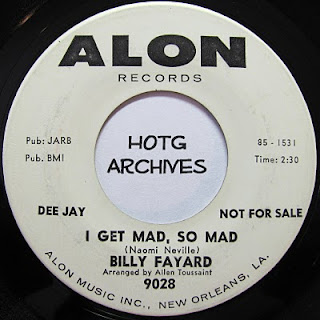 ALON
RECORDS
Pub: JARB
Pub. BMI
85-1531
Time: 2:30
HOTG
ARCHIVES
DEE JAY
NOT FOR SALE
I GET MAD, SO MAD
(Naomi Neville)
BILLY FAYARD
Arranged by Allen Toussaint
9028
ALON MUSIC INC., NEW ORLEANS, LA.